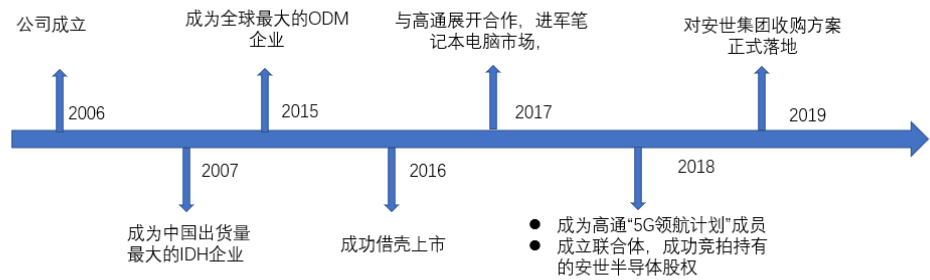 公司成立
2006
2007
成为中国出货量
最大的IDH企业
成为全球最大的ODM
企业
2015
2016
成功借壳上市
与高通展开合作，进军笔
记本电脑市场，
2017
2018
● 成为高通“5G领航计划”成员
● 成立联合体，成功竞拍持有
的安世半导体股权
对安世集团收购方案
正式落地
2019